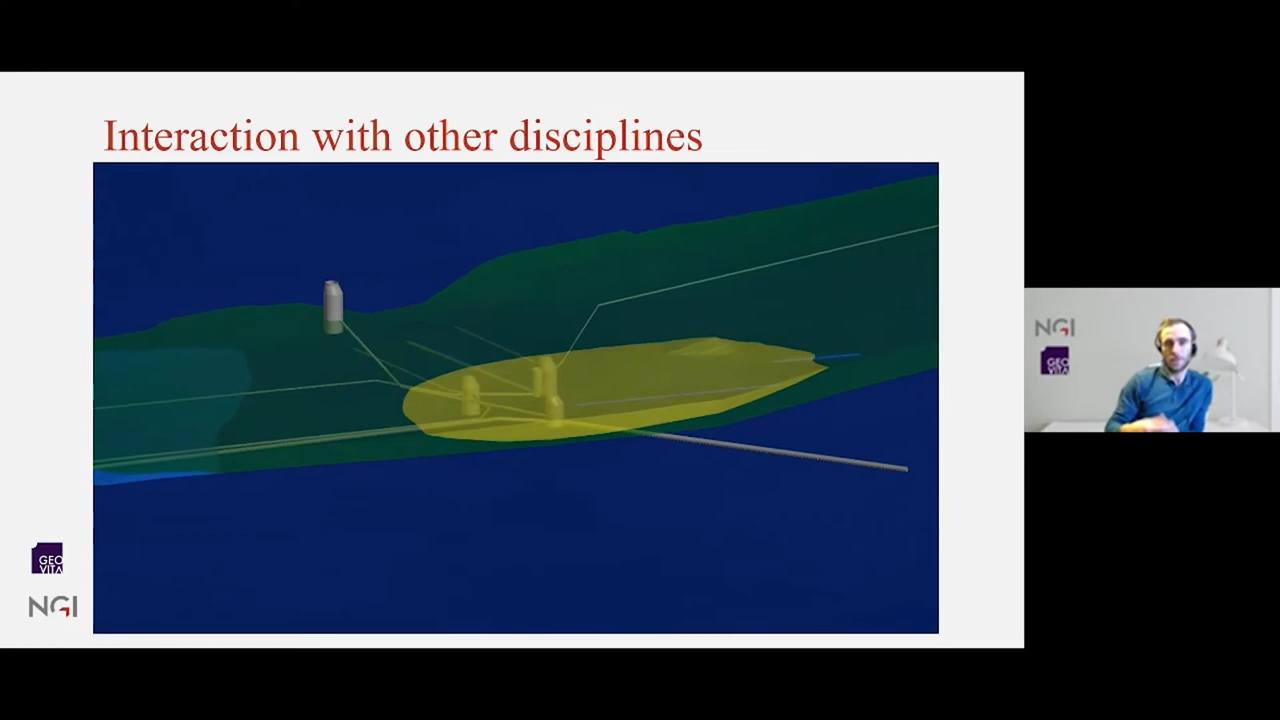 Interaction with other disciplines
NGI
GEO
VITA
GEO
VITA
NGI